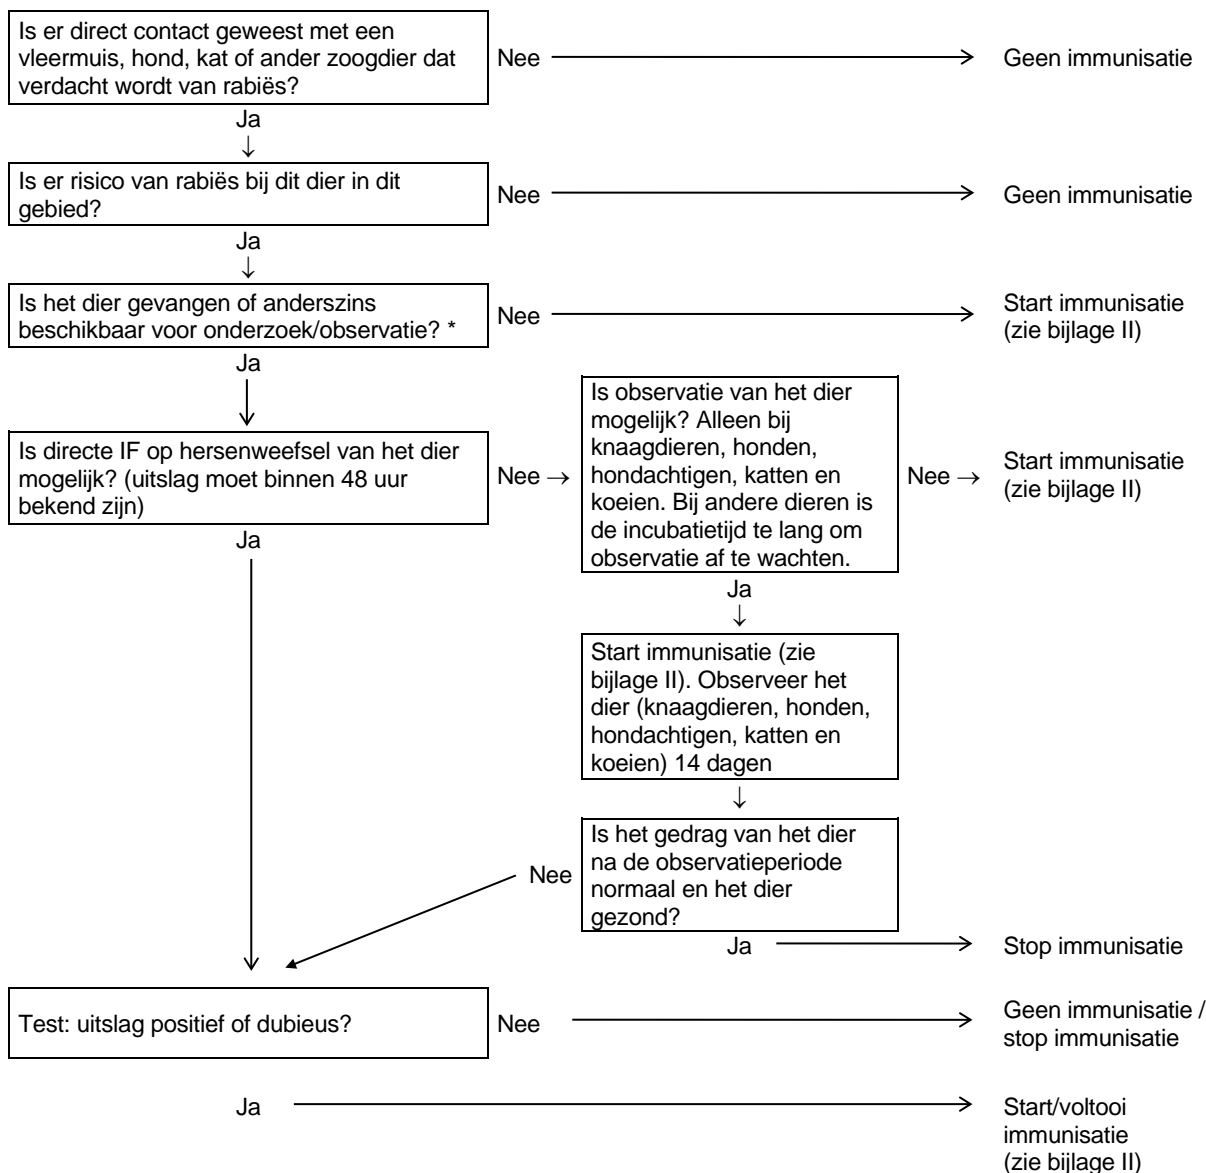 Is er direct contact geweest met een
vleermuis, hond, kat of ander zoogdier dat
verdacht wordt van rabiës?
Nee
Geen immunisatie
Ja
↓
Is er risico van rabiës bij dit dier in dit
gebied?
Nee
Geen immunisatie
Ja
↓
Is het dier gevangen of anderszins
beschikbaar voor onderzoek/observatie? *
Nee
Start immunisatie
(zie bijlage II)
Ja
Is directe IF op hersenweefsel van het dier
mogelijk? (uitslag moet binnen 48 uur
bekend zijn)
Nee →
Is observatie van het dier
mogelijk? Alleen bij
knaagdieren, honden,
hondachtigen, katten en
koeien. Bij andere dieren is
de incubatietijd te lang om
observatie af te wachten.
Nee →
Start immunisatie
(zie bijlage II)
Ja
Ja
↓
Start immunisatie (zie
bijlage II). Observeer het
dier (knaagdieren, honden,
hondachtigen, katten en
koeien) 14 dagen
↓
Is het gedrag van het dier
na de observatieperiode
normaal en het dier
gezond?
Nee
Ja
Stop immunisatie
Test: uitslag positief of dubieus?
Nee
Geen immunisatie /
stop immunisatie
Ja
Start/voltooi
immunisatie
(zie bijlage II)